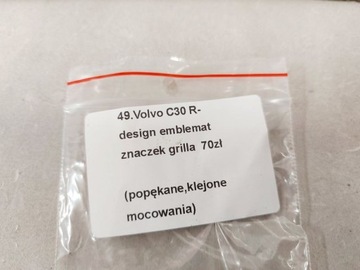 49.Volvo C30 R-
design emblemat
znaczek grilla 70zł
(popękane,klejone
mocowania)